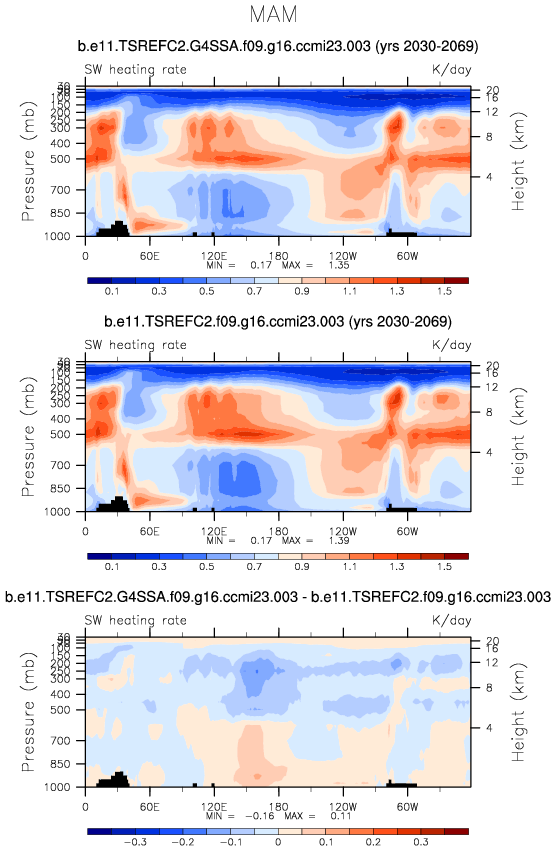 MAM
b.e11.TSREFC2.G4SSA.f09.g16.ccmi23.003 (yrs 2030-2069)
SW heating rate K/day
Pressure (mb)
30
50
100
150
200
250
300
400
500
700
850
1000
20
16
12
8
4
Height (km)
0 60E 120E 180 120W 60W
MIN = 0.17 MAX = 1.35
0.1 0.3 0.5 0.7 0.9 1.1 1.3 1.5
b.e11.TSREFC2.f09.g16.ccmi23.003 (yrs 2030-2069)
SW heating rate K/day
Pressure (mb)
30
50
100
150
200
250
300
400
500
700
850
1000
20
16
12
8
4
Height (km)
0 60E 120E 180 120W 60W
MIN = 0.17 MAX = 1.39
0.1 0.3 0.5 0.7 0.9 1.1 1.3 1.5
b.e11.TSREFC2.G4SSA.f09.g16.ccmi23.003 - b.e11.TSREFC2.f09.g16.ccmi23.003
SW heating rate K/day
Pressure (mb)
30
50
100
150
200
250
300
400
500
700
850
1000
20
16
12
8
4
Height (km)
0 60E 120E 180 120W 60W
MIN = -0.16 MAX = 0.11
-0.3 -0.2 -0.1 0 0.1 0.2 0.3